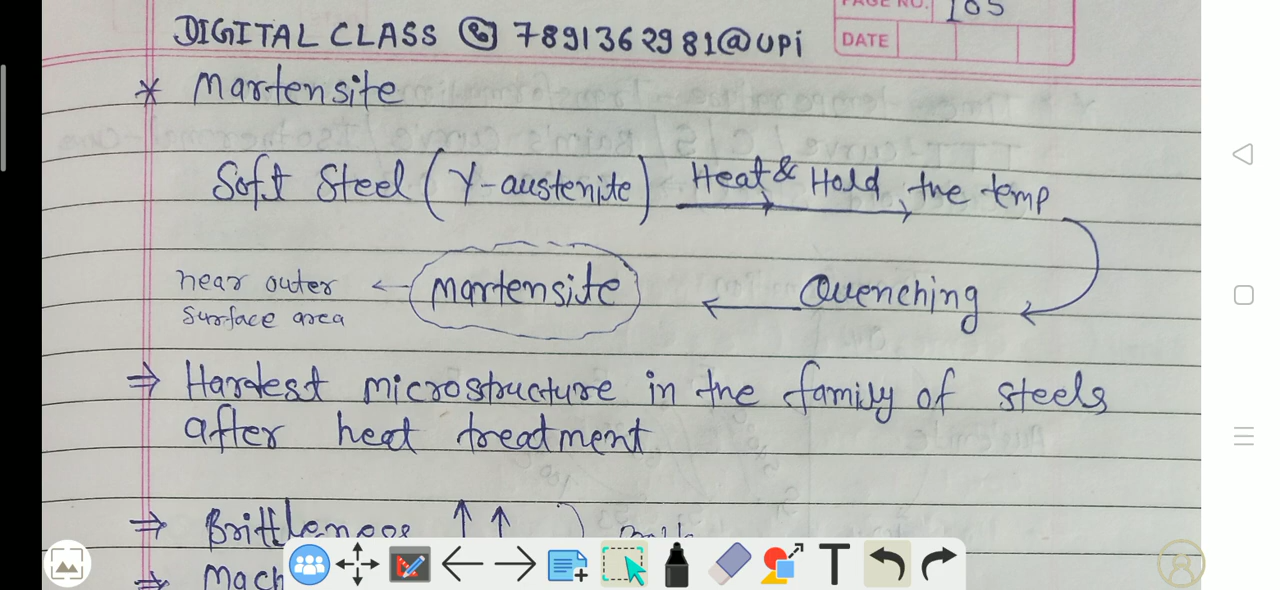 PAGE NO. 105
DIGITAL CLASS 7891362981@UPi
DATE
* Martensite
Soft Steel (γ-austenite) Heat & Hold the temp
near outer ← Martensite ← Quenching
surface area
⇒ Hardest microstructure in the family of steels
after heat treatment
⇒ Brittleness ↑ ↑
⇒ Mach
T